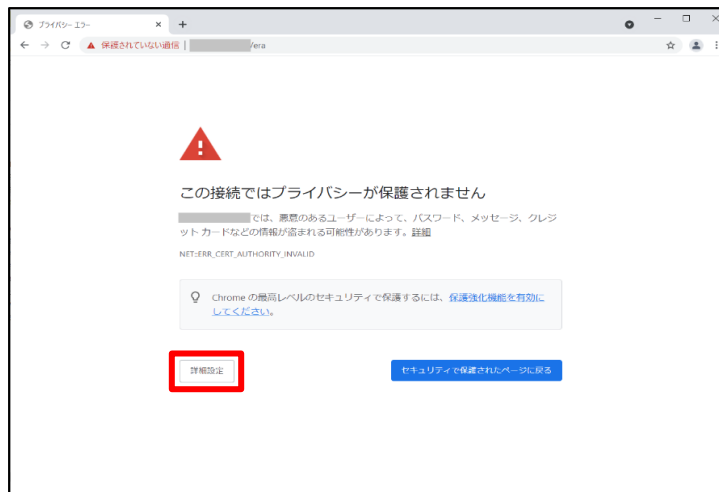 プライバシー エラー
保護されていない通信 | /era
この接続ではプライバシーが保護されません
では、悪意のあるユーザーによって、パスワード、メッセージ、クレジ
ット カードなどの情報が盗まれる可能性があります。詳細
NET::ERR_CERT_AUTHORITY_INVALID
Chrome の最高レベルのセキュリティで保護するには、保護強化機能を有効に
してください。
詳細設定 セキュリティで保護されたページに戻る